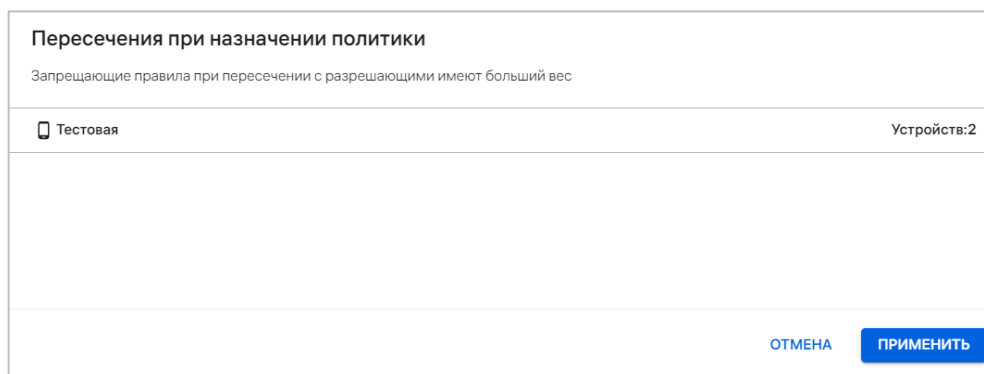 Пересечения при назначении политики
Запрещающие правила при пересечении с разрешающими имеют больший вес
Тестовая Устройств:2
ОТМЕНА ПРИМЕНИТЬ